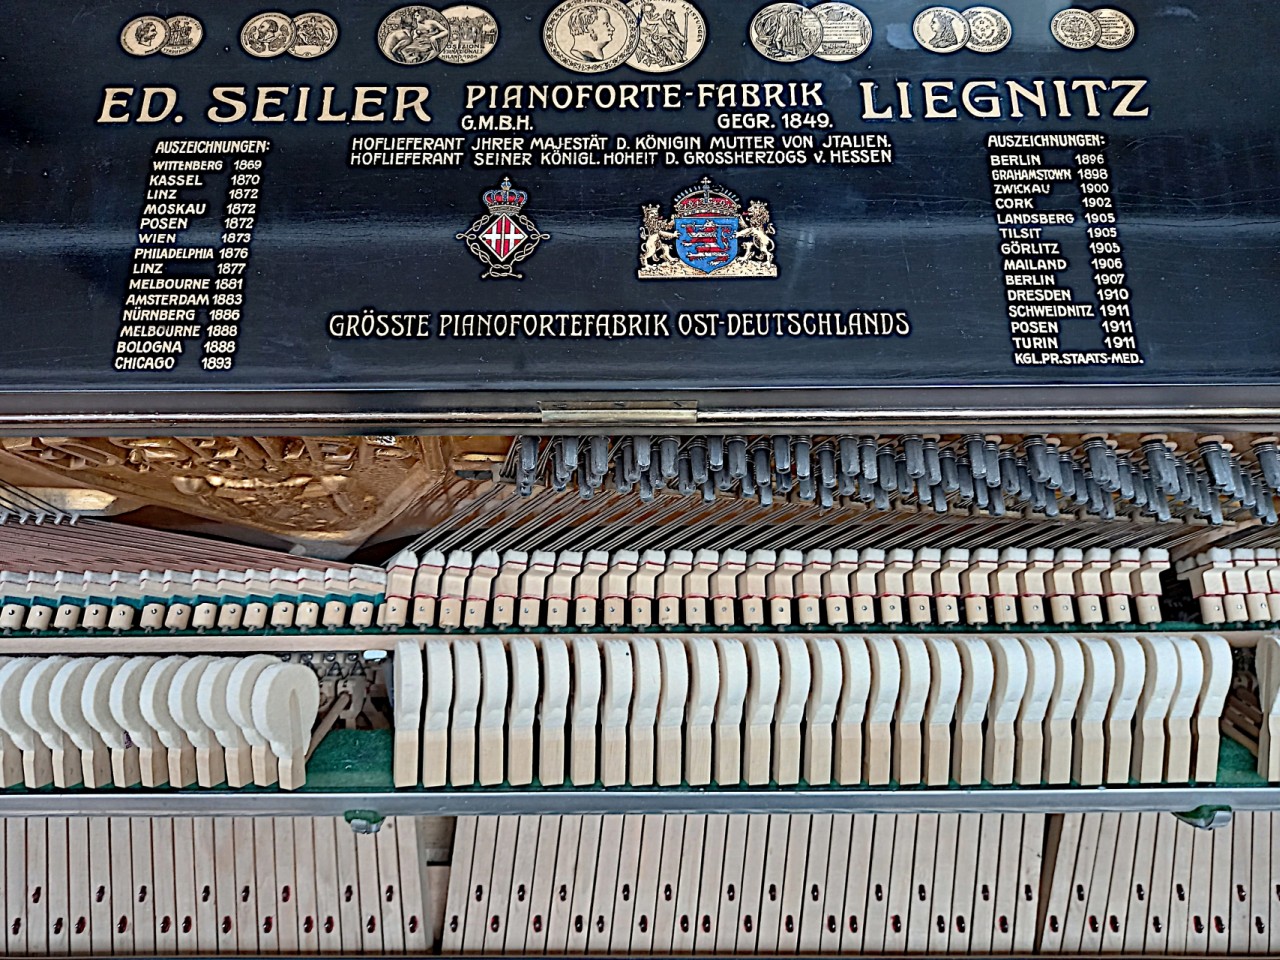 ED. SEILER PIANOFORTE-FABRIK LIEGNITZ
G.M.B.H. GEGR. 1849.
HOFLIEFERANT JHRER MAJESTÄT D. KÖNIGIN MUTTER VON JTALIEN.
HOFLIEFERANT SEINER KÖNIGL. HOHEIT D. GROSSHERZOGS V. HESSEN
AUSZEICHNUNGEN:
WITTENBERG 1869
KASSEL 1870
LINZ 1872
MOSKAU 1872
POSEN 1872
WIEN 1873
PHILADELPHIA 1876
LINZ 1877
MELBOURNE 1881
AMSTERDAM 1883
NÜRNBERG 1886
MELBOURNE 1888
BOLOGNA 1888
CHICAGO 1893
AUSZEICHNUNGEN:
BERLIN 1896
GRAHAMSTOWN 1898
ZWICKAU 1900
CORK 1902
LANDSBERG 1905
TILSIT 1905
GÖRLITZ 1905
MAILAND 1906
BERLIN 1907
DRESDEN 1910
SCHWEIDNITZ 1911
POSEN 1911
TURIN 1911
KGL.PR.STAATS-MED.
GRÖSSTE PIANOFORTEFABRIK OST-DEUTSCHLANDS